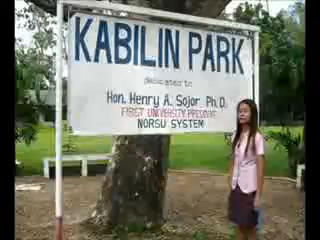 KABILIN PARK
dedicated to
Hon. Henry A. Sojor, Ph. D.
FIRST UNIVERSITY PRESIDENT
NORSU SYSTEM